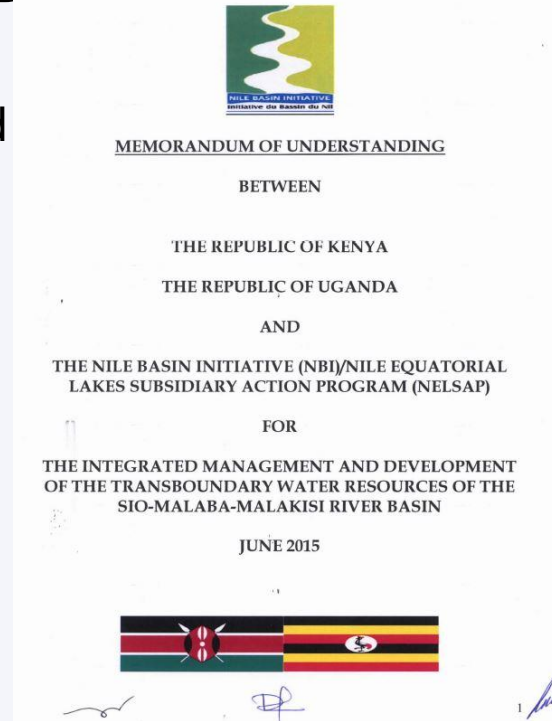 NILE BASIN INITIATIVE
Initiative du Bassin du Nil
MEMORANDUM OF UNDERSTANDING
BETWEEN
THE REPUBLIC OF KENYA
THE REPUBLIC OF UGANDA
AND
THE NILE BASIN INITIATIVE (NBI)/NILE EQUATORIAL
LAKES SUBSIDIARY ACTION PROGRAM (NELSAP)
FOR
THE INTEGRATED MANAGEMENT AND DEVELOPMENT
OF THE TRANSBOUNDARY WATER RESOURCES OF THE
SIO-MALABA-MALAKISI RIVER BASIN
JUNE 2015
1